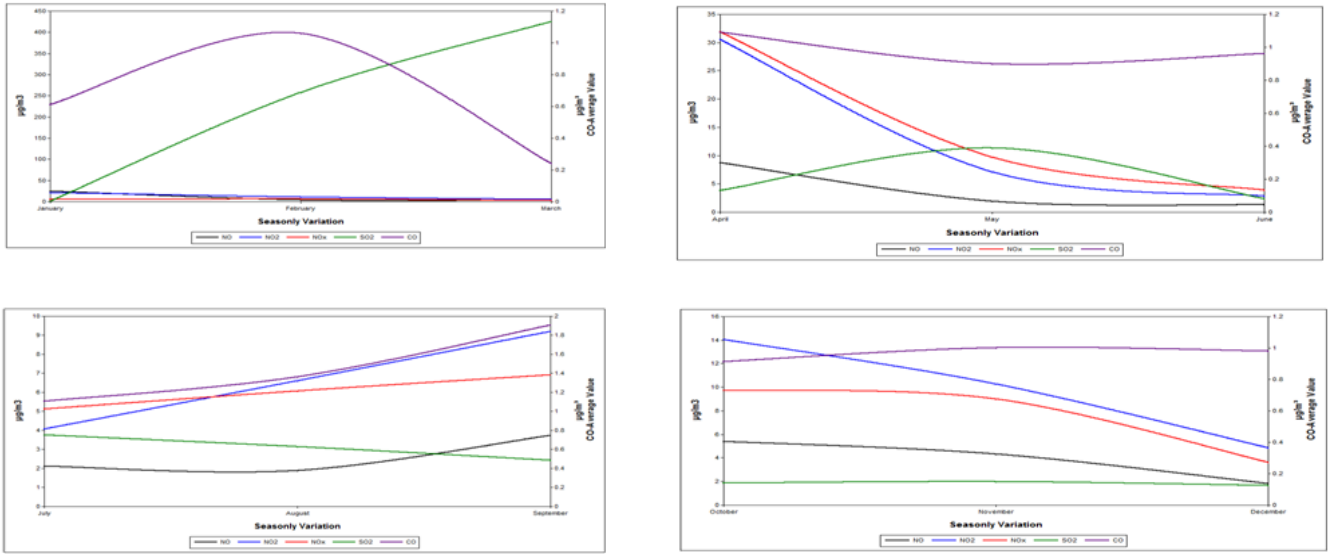 450
400
350
300
250
200
150
100
50
0
µg/m3
1.2
1
0.8
0.6
0.4
0.2
0
µg/m³
CO-Average Value
January
February
March
Seasonly Variation
NO
NO2
NOx
SO2
CO
35
30
25
20
15
10
5
0
µg/m3
1.2
1
0.8
0.6
0.4
0.2
0
µg/m³
CO-Average Value
April
May
June
Seasonly Variation
NO
NO2
NOx
SO2
CO
10
9
8
7
6
5
4
3
2
1
0
µg/m3
2
1.8
1.6
1.4
1.2
1
0.8
0.6
0.4
0.2
0
µg/m³
CO-Average Value
July
August
September
Seasonly Variation
NO
NO2
NOx
SO2
CO
16
14
12
10
8
6
4
2
0
µg/m3
1.2
1
0.8
0.6
0.4
0.2
0
µg/m³
CO-Average Value
October
November
December
Seasonly Variation
NO
NO2
NOx
SO2
CO